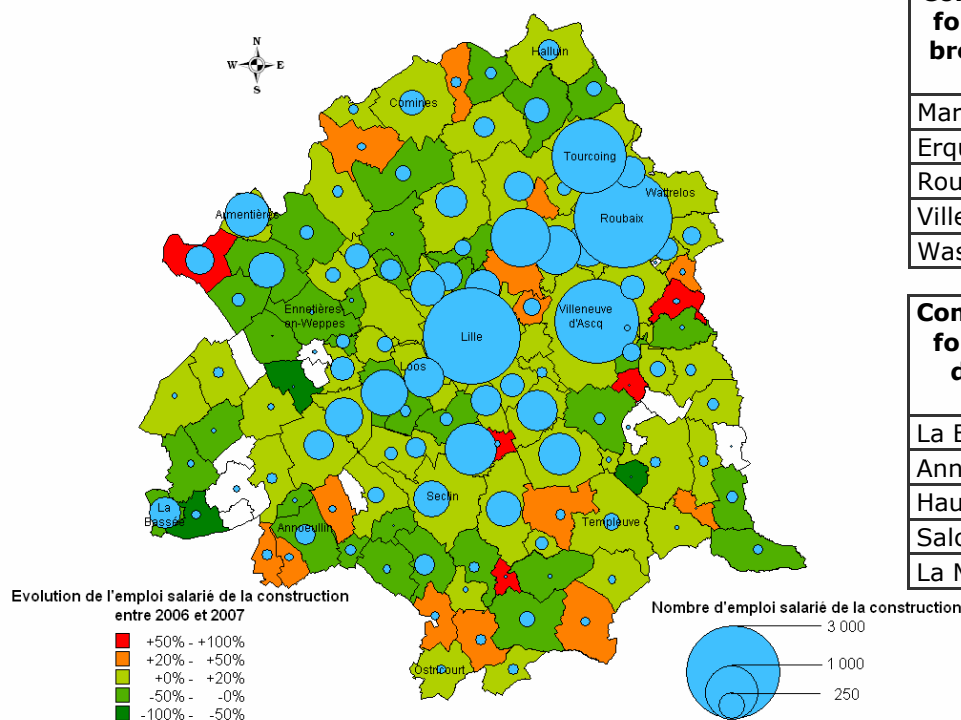 N
W E
S
Halluin
Comines
Tourcoing
Wattrelos
Roubaix
Armentières
Ennetières
en-Weppes
Villeneuve
d'Ascq
Lille
Loos
La
Bassée
Seclin
Annoeullin
Templeuve
Ostricourt
Evolution de l'emploi salarié de la construction
entre 2006 et 2007
+50% - +100%
+20% - +50%
+0% - +20%
-50% - -0%
-100% - -50%
Nombre d'emploi salarié de la construction
3 000
1 000
250
fo
bre
Mar
Erqu
Rou
Ville
Was
Con
fo
d
La B
Ann
Hau
Salo
La